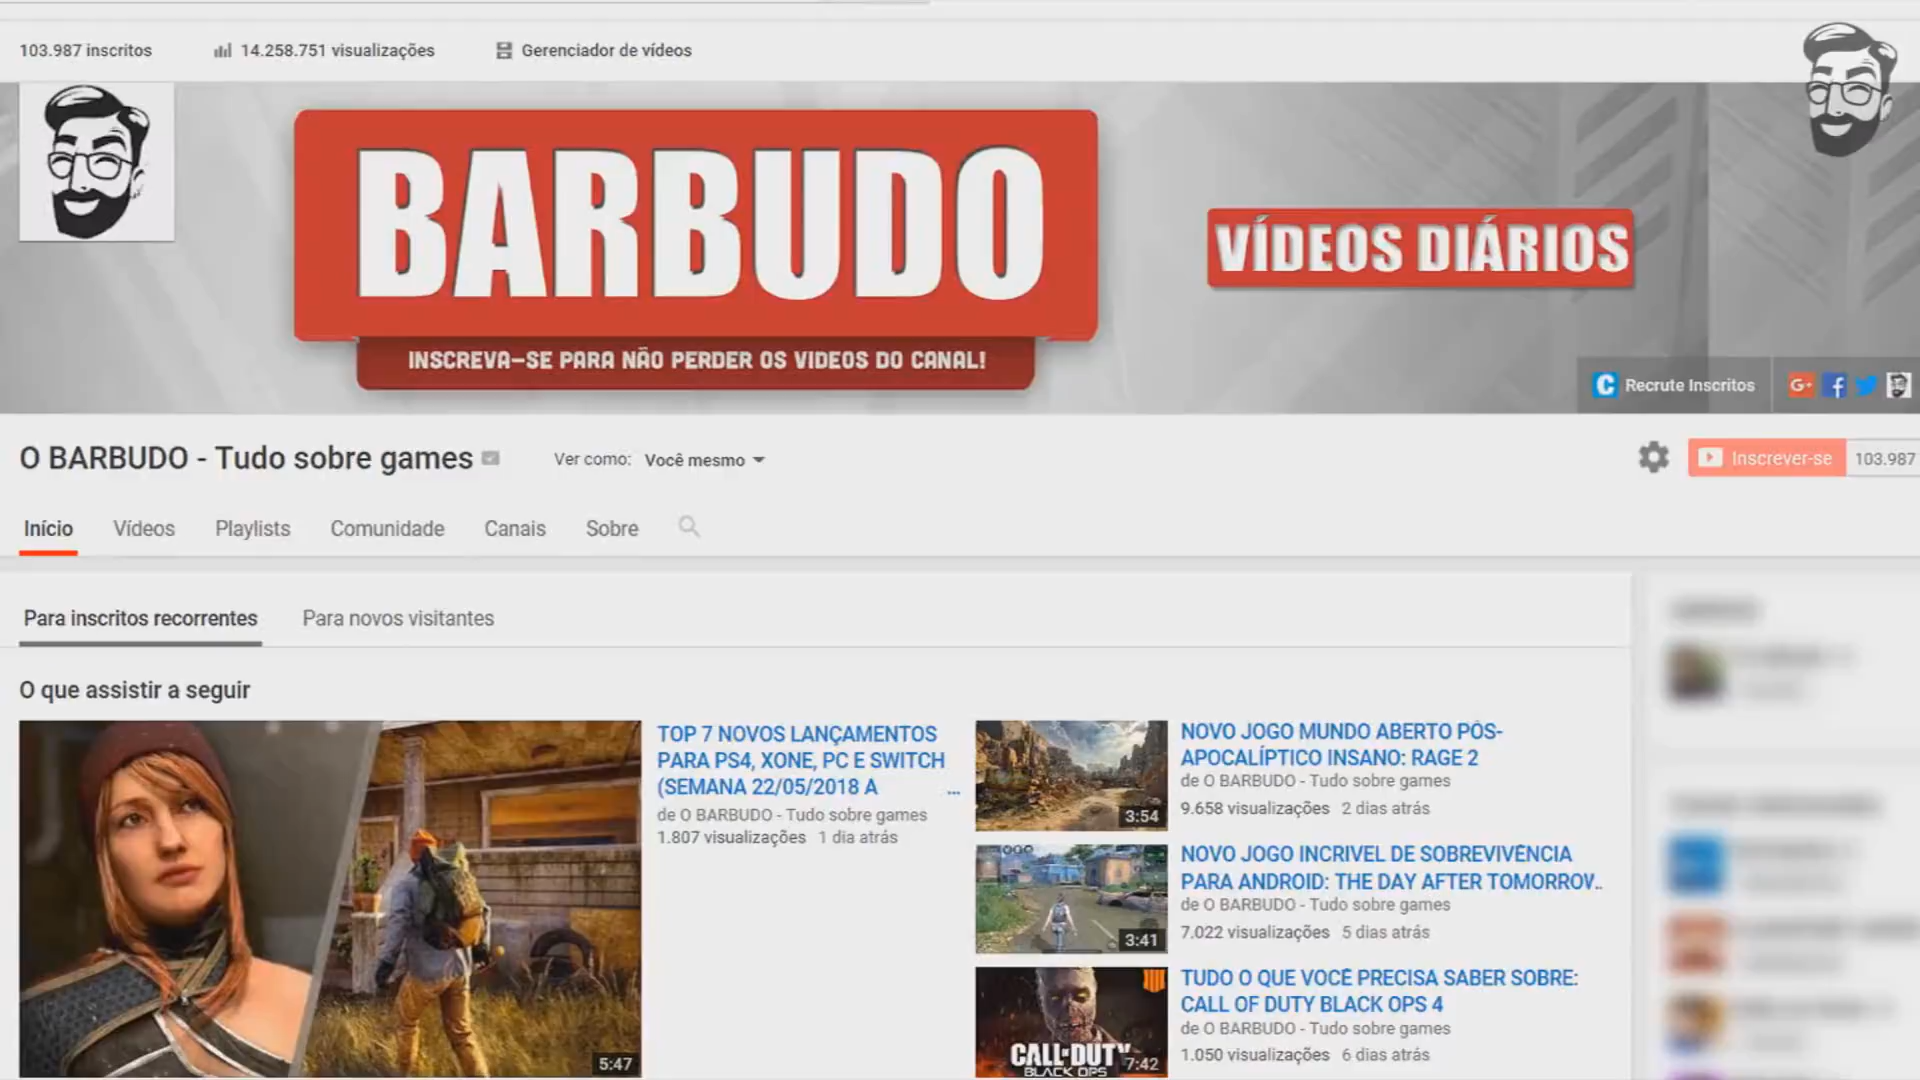 103.987 inscritos
14.258.751 visualizações
Gerenciador de vídeos
BARBUDO
INSCREVA-SE PARA NÃO PERDER OS VIDEOS DO CANAL!
VÍDEOS DIÁRIOS
Recrute Inscritos
O BARBUDO - Tudo sobre games
Ver como: Você mesmo
Inscrever-se
103.987
Início
Vídeos
Playlists
Comunidade
Canais
Sobre
Para inscritos recorrentes
Para novos visitantes
O que assistir a seguir
5:47
TOP 7 NOVOS LANÇAMENTOS
PARA PS4, XONE, PC E SWITCH
(SEMANA 22/05/2018 A ...
de O BARBUDO - Tudo sobre games
1.807 visualizações 1 dia atrás
3:54
NOVO JOGO MUNDO ABERTO PÓS-
APOCALÍPTICO INSANO: RAGE 2
de O BARBUDO - Tudo sobre games
9.658 visualizações 2 dias atrás
3:41
NOVO JOGO INCRIVEL DE SOBREVIVÊNCIA
PARA ANDROID: THE DAY AFTER TOMORROW..
de O BARBUDO - Tudo sobre games
7.022 visualizações 5 dias atrás
CALL OF DUTY
BLACK OPS
7:42
TUDO O QUE VOCÊ PRECISA SABER SOBRE:
CALL OF DUTY BLACK OPS 4
de O BARBUDO - Tudo sobre games
1.050 visualizações 6 dias atrás